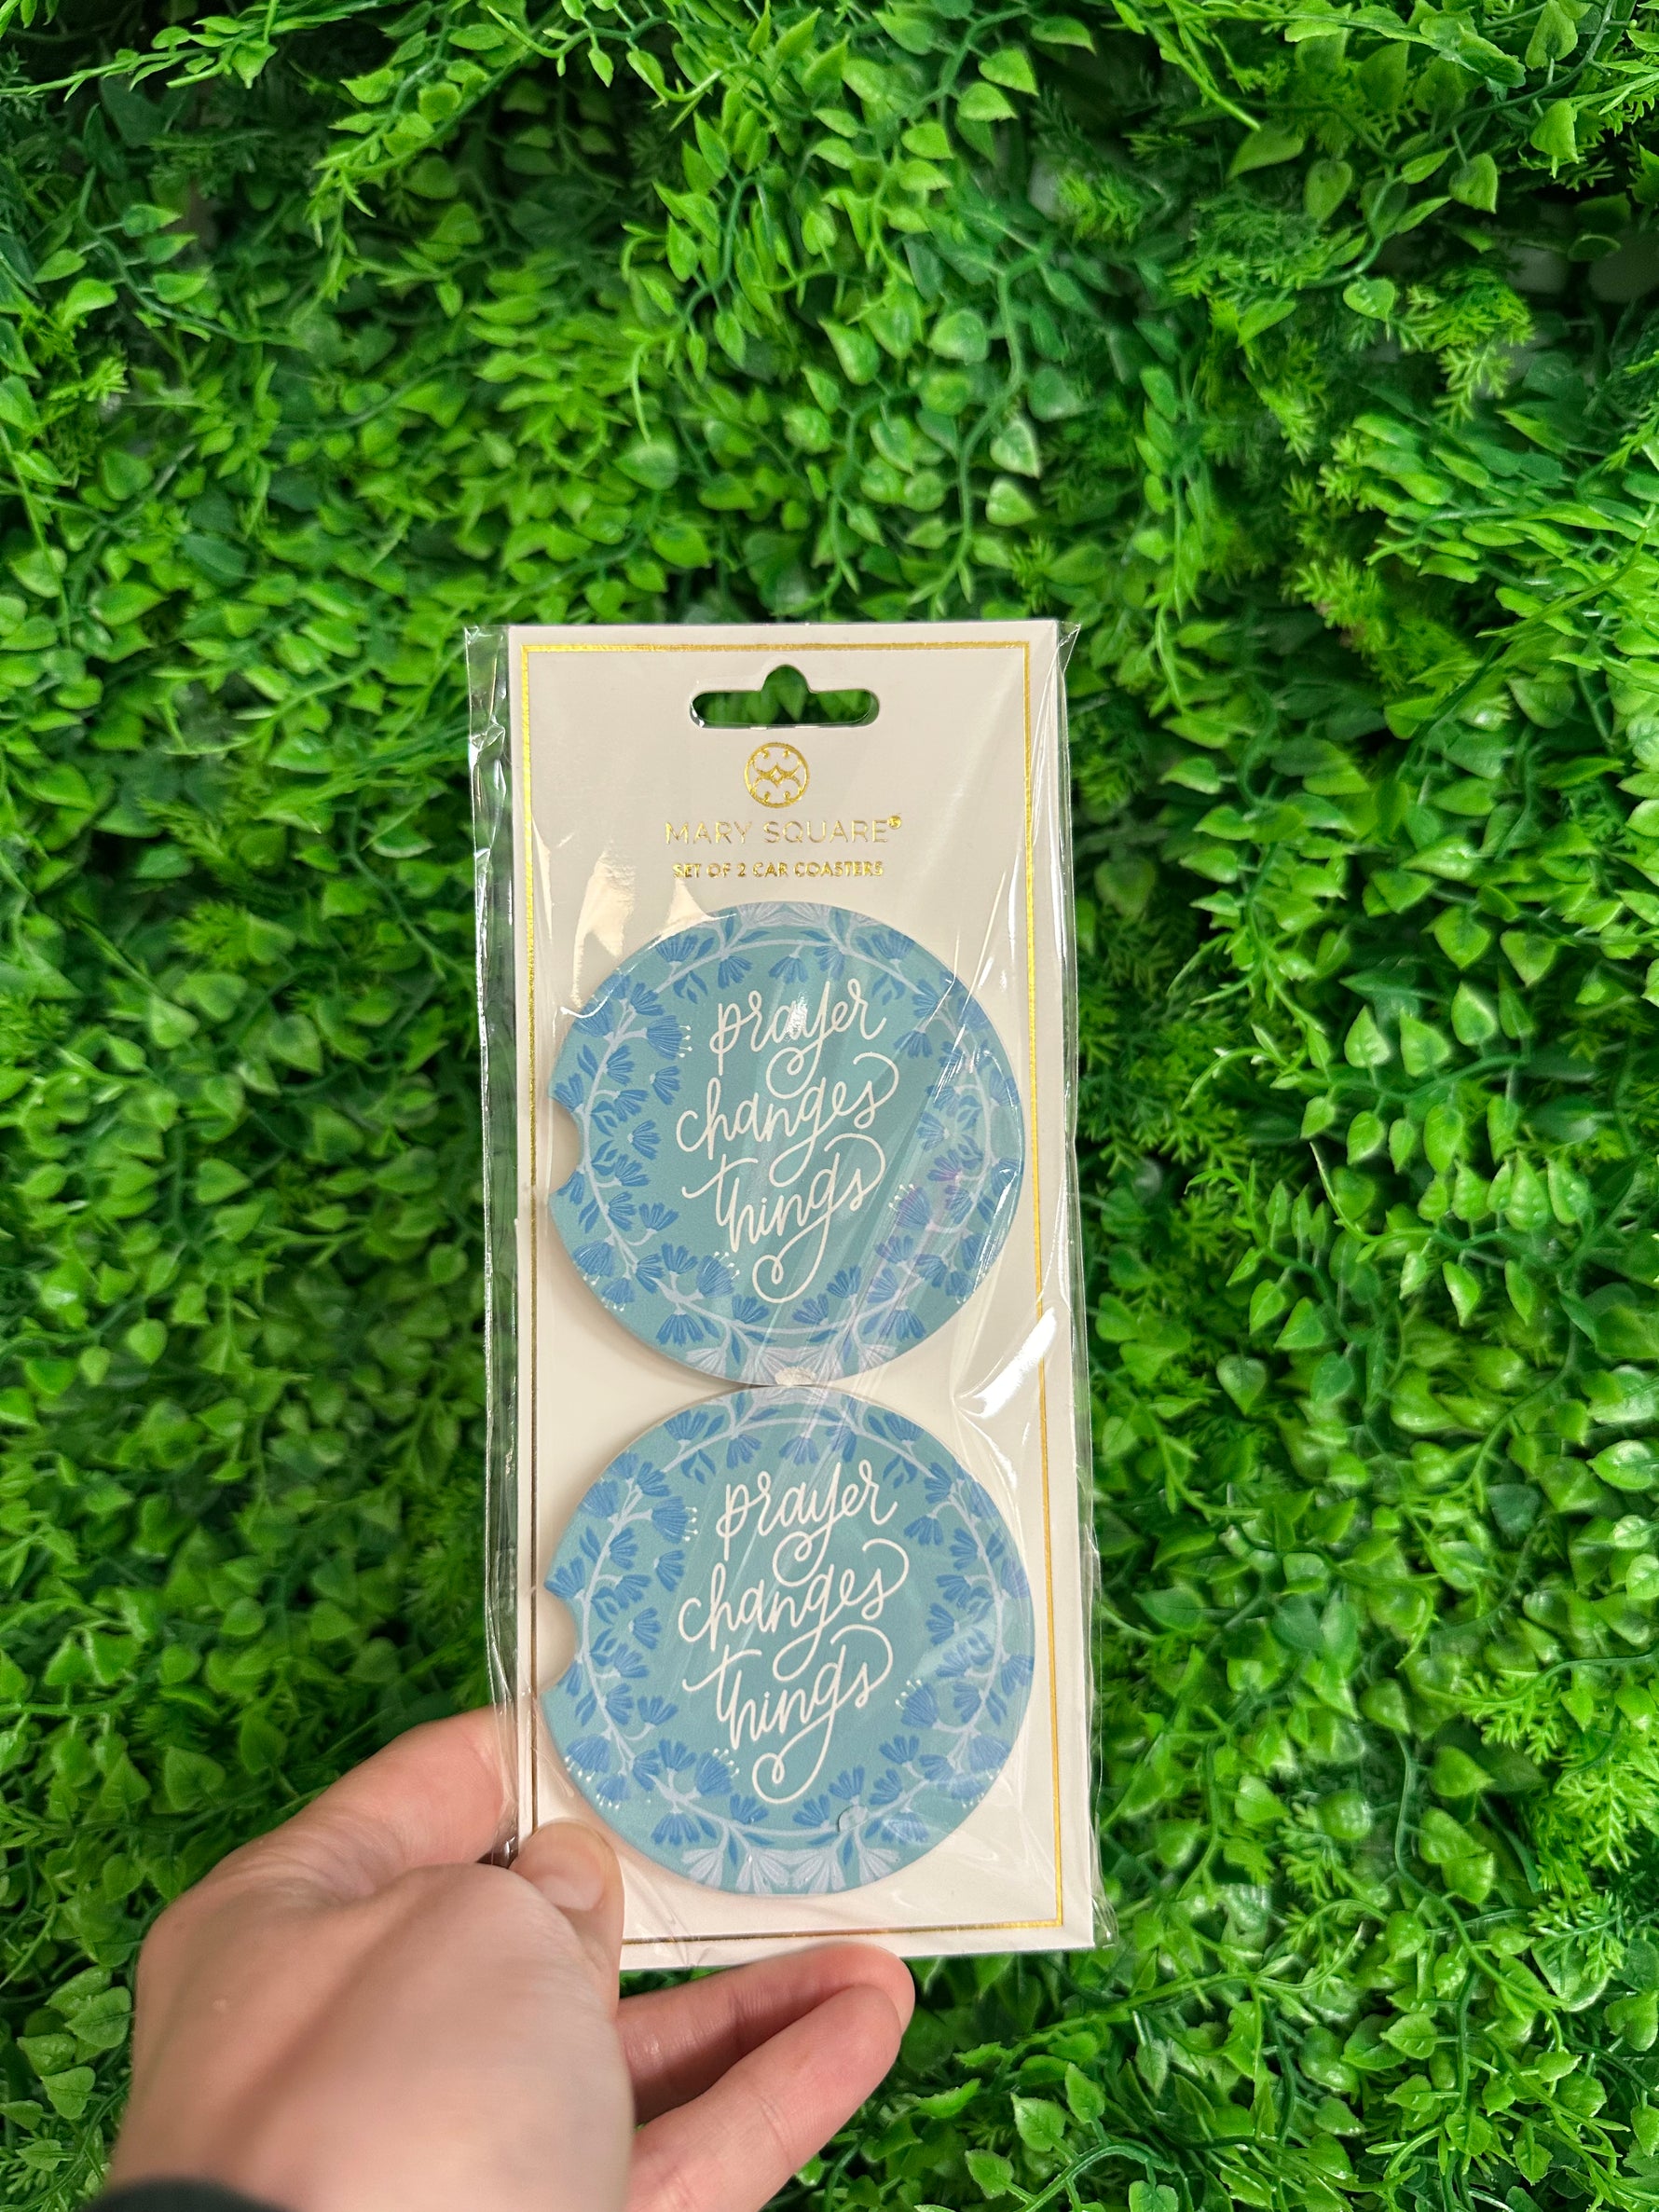 MARY SQUARE®
SET OF 2 CAR COASTERS
prayer
changes
things
prayer
changes
things